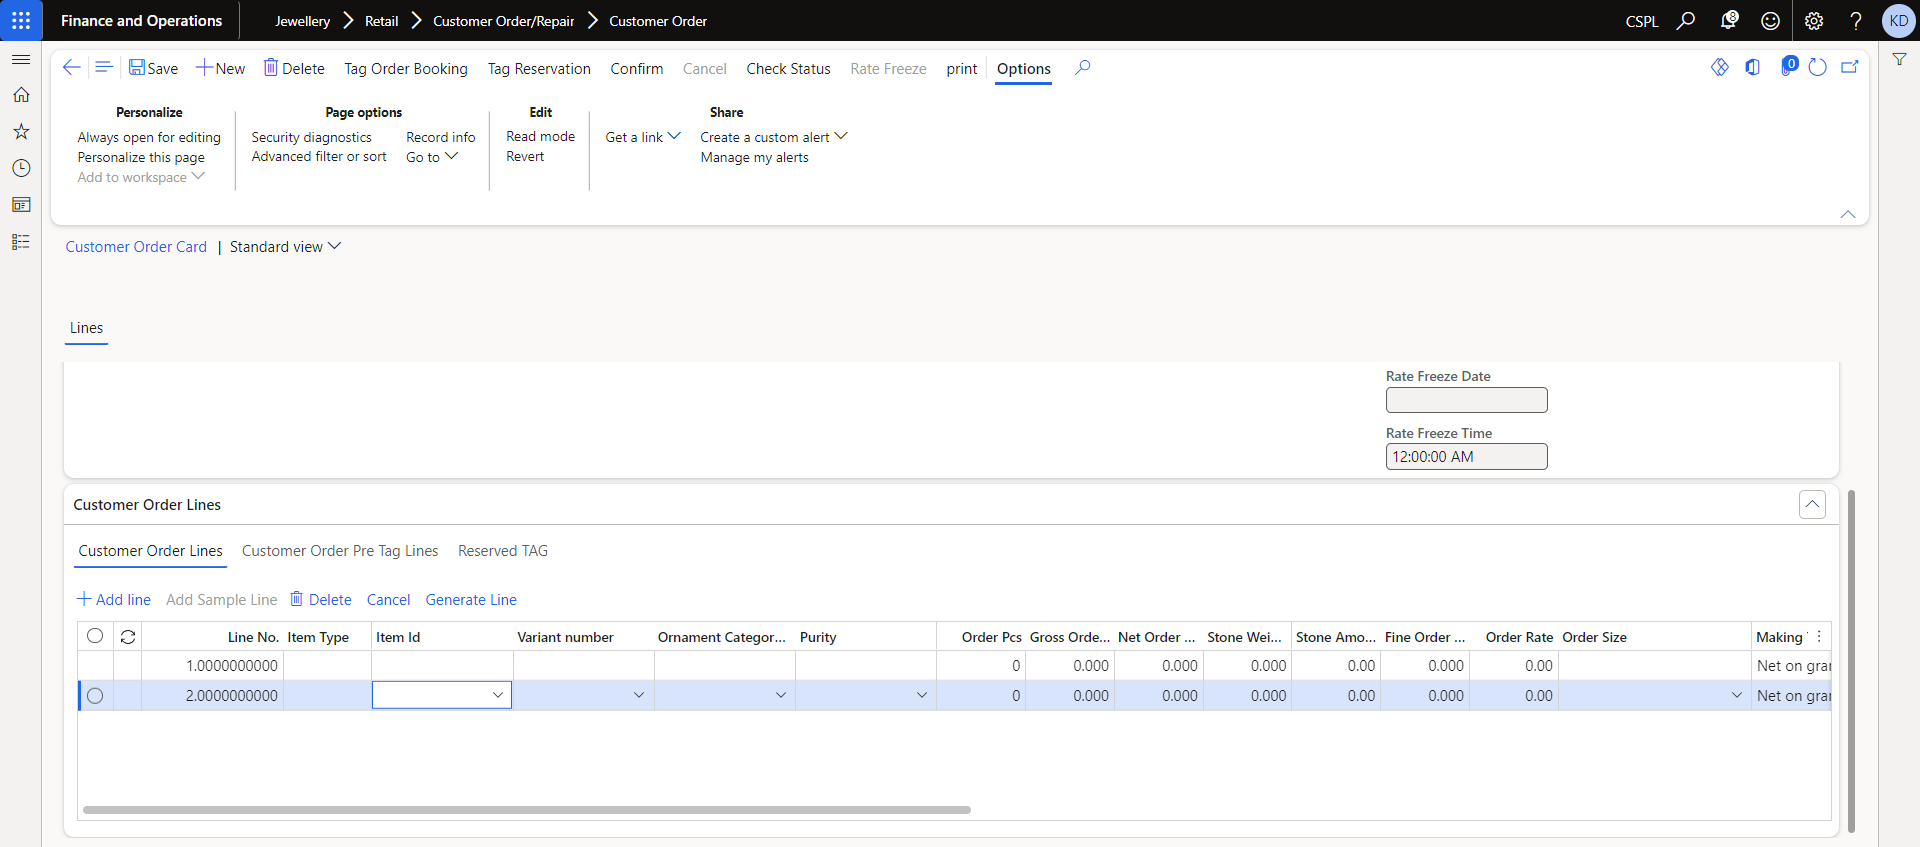 Finance and Operations
Jewellery Retail Customer Order/Repair Customer Order
CSPL 8 ? KD
Save New Delete Tag Order Booking Tag Reservation Confirm Cancel Check Status Rate Freeze print Options 0
Personalize Page options Edit Share
Always open for editing Security diagnostics Record info Read mode Get a link Create a custom alert
Personalize this page Advanced filter or sort Go to Revert Manage my alerts
Add to workspace
Customer Order Card | Standard view
Lines
Rate Freeze Date
Rate Freeze Time
12:00:00 AM
Customer Order Lines
Customer Order Lines Customer Order Pre Tag Lines Reserved TAG
Add line Add Sample Line Delete Cancel Generate Line
Line No. Item Type Item Id Variant number Ornament Categor... Purity Order Pcs Gross Orde... Net Order ... Stone Wei... Stone Amo... Fine Order ... Order Rate Order Size Making
1.0000000000 0 0.000 0.000 0.000 0.00 0.000 0.00 Net on gra
2.0000000000 0 0.000 0.000 0.000 0.00 0.000 0.00 Net on gra